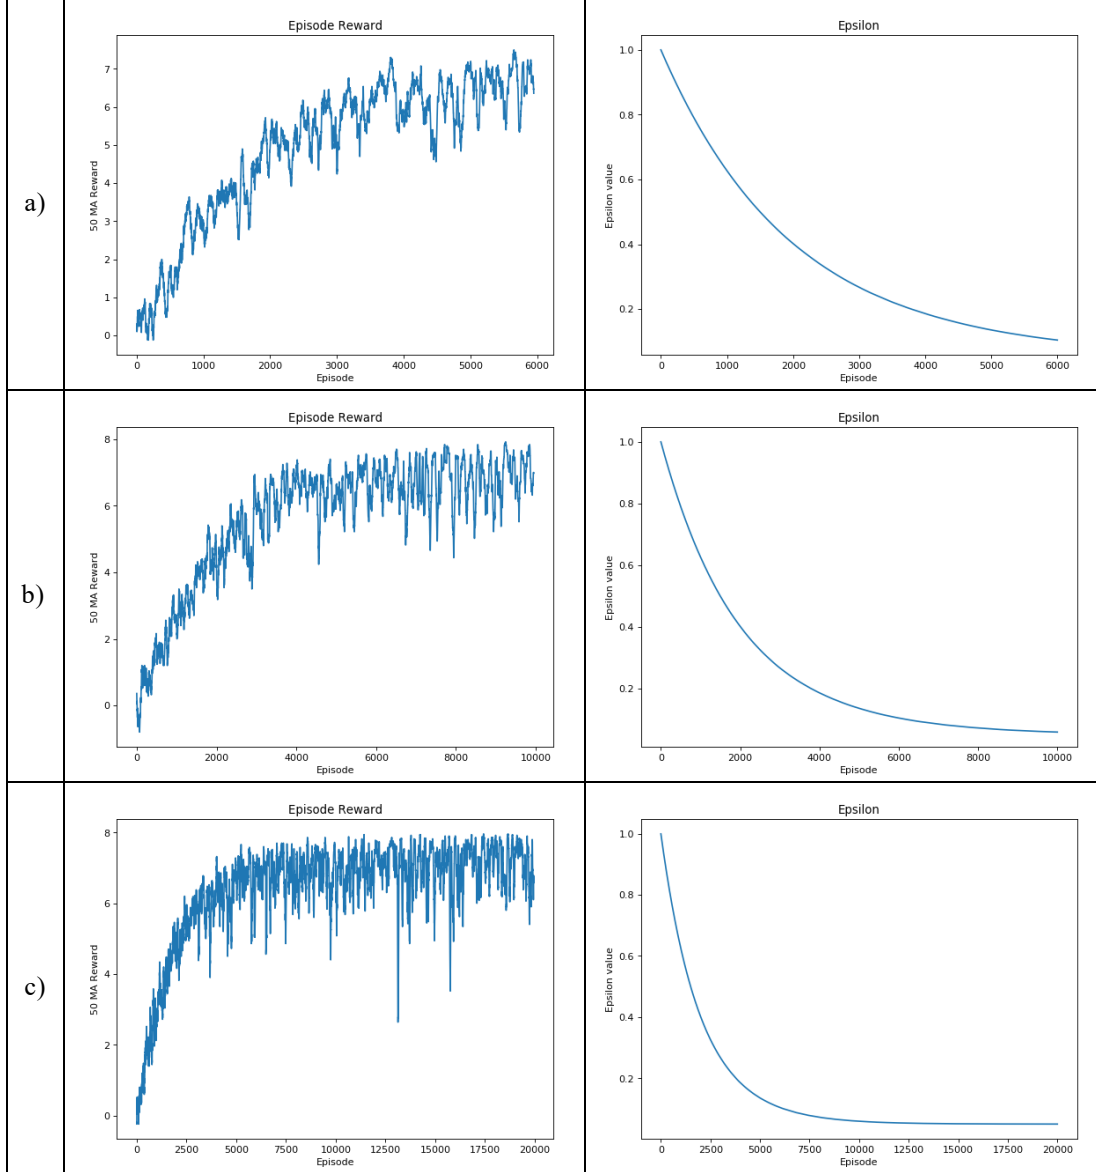 a)
Episode Reward
50 MA Reward
7
6
5
4
3
2
1
0
0 1000 2000 3000 4000 5000 6000
Episode
Epsilon
Epsilon value
1.0
0.8
0.6
0.4
0.2
0 1000 2000 3000 4000 5000 6000
Episode
b)
Episode Reward
50 MA Reward
8
6
4
2
0
0 2000 4000 6000 8000 10000
Episode
Epsilon
Epsilon value
1.0
0.8
0.6
0.4
0.2
0 2000 4000 6000 8000 10000
Episode
c)
Episode Reward
50 MA Reward
8
6
4
2
0
0 2500 5000 7500 10000 12500 15000 17500 20000
Episode
Epsilon
Epsilon value
1.0
0.8
0.6
0.4
0.2
0 2500 5000 7500 10000 12500 15000 17500 20000
Episode